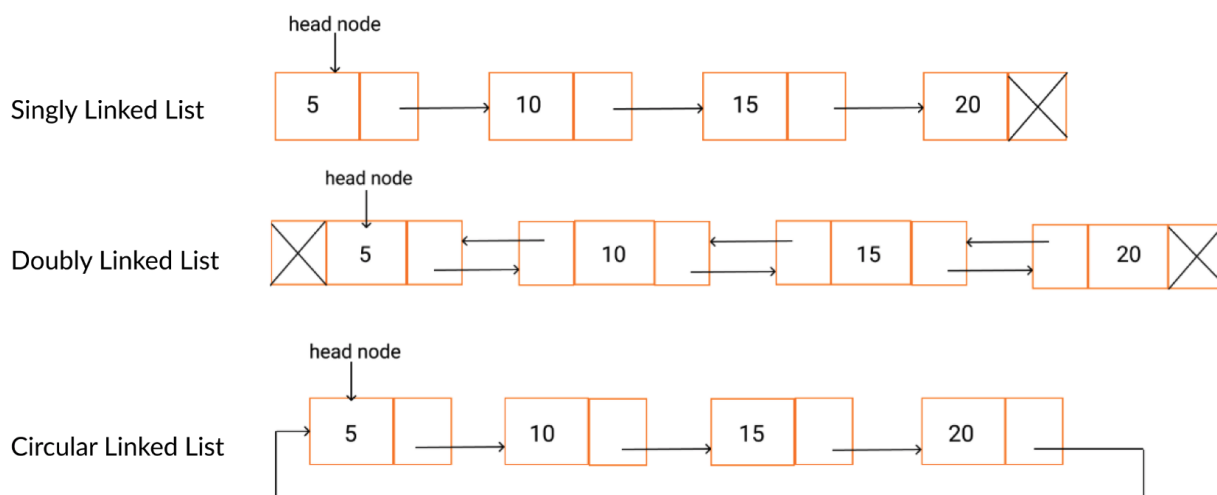 head node
Singly Linked List
5 10 15 20
head node
Doubly Linked List
5 10 15 20
head node
Circular Linked List
5 10 15 20